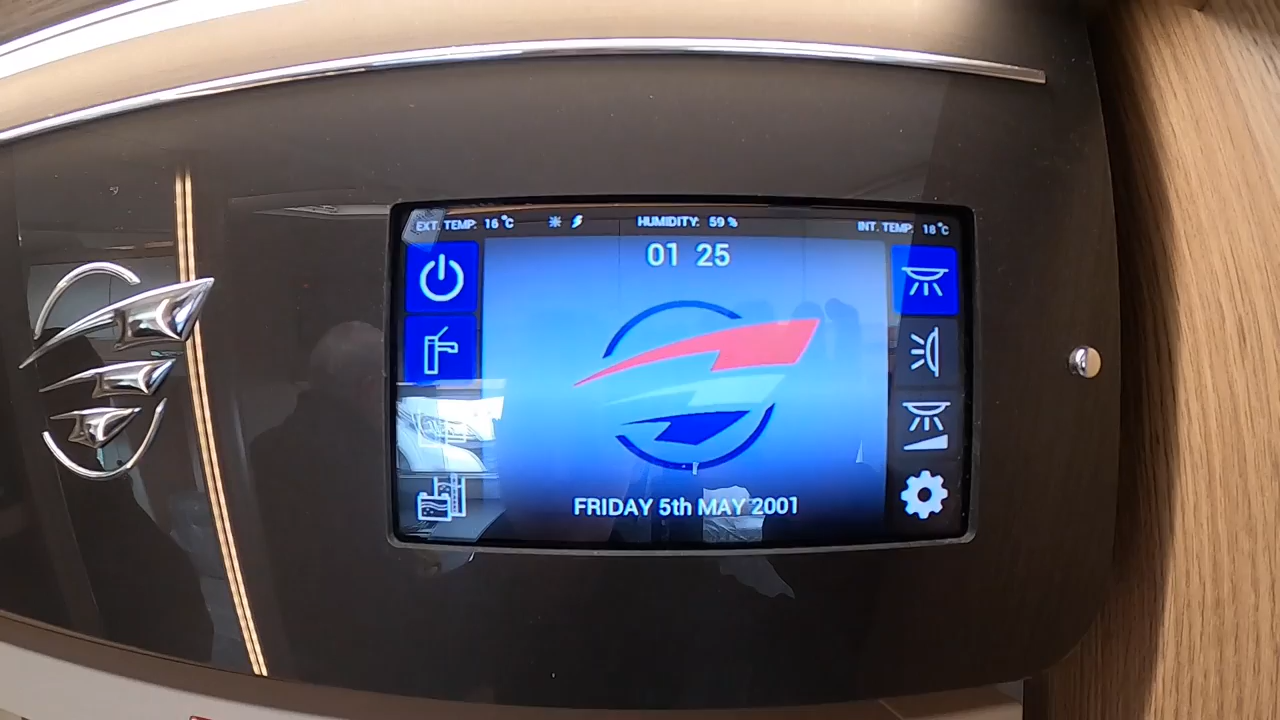 EXT. TEMP: 16°C HUMIDITY: 59 % INT. TEMP: 18°C
01 25
FRIDAY 5th MAY 2001